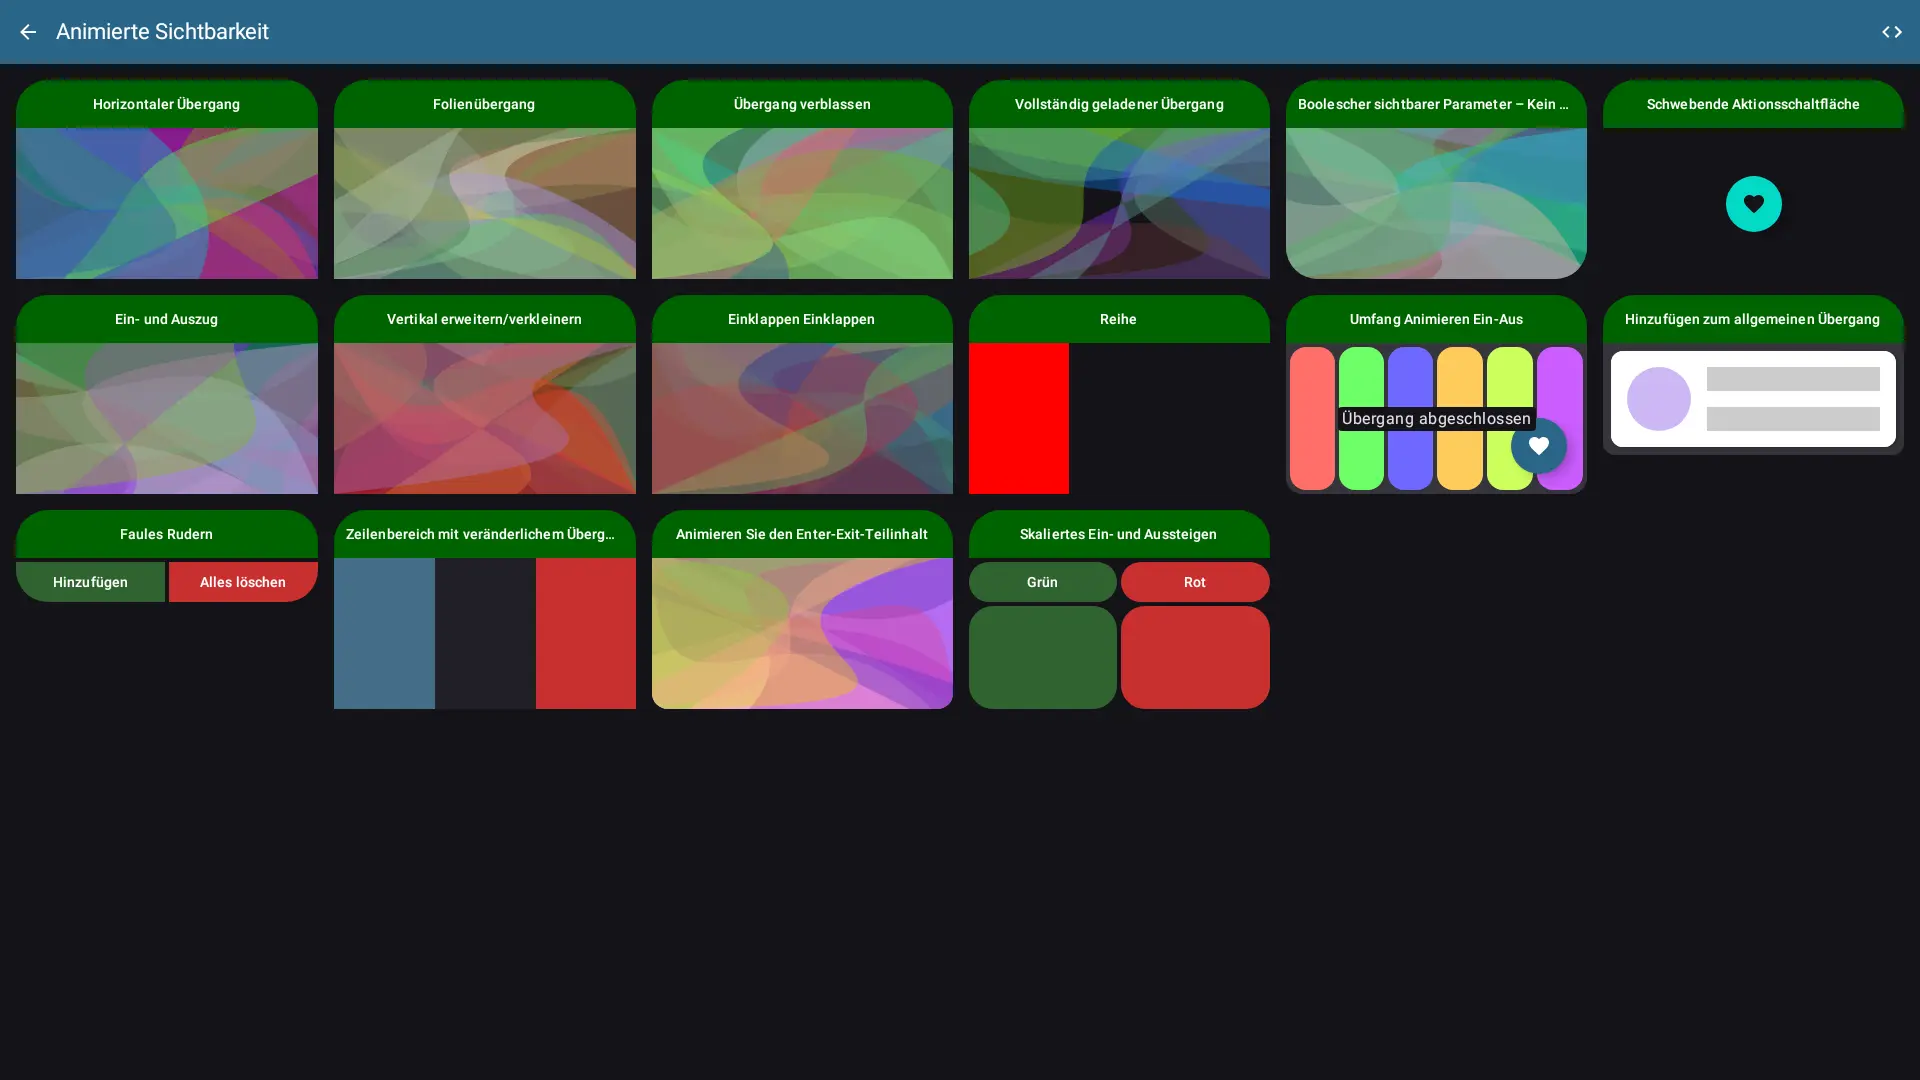 Animierte Sichtbarkeit
Horizontaler Übergang
Folienübergang
Übergang verblassen
Vollständig geladener Übergang
Boolescher sichtbarer Parameter – Kein ...
Schwebende Aktionsschaltfläche
Ein- und Auszug
Vertikal erweitern/verkleinern
Einklappen Einklappen
Reihe
Umfang Animieren Ein-Aus
Übergang abgeschlossen
Hinzufügen zum allgemeinen Übergang
Faules Rudern
Hinzufügen
Alles löschen
Zeilenbereich mit veränderlichem Überg...
Animieren Sie den Enter-Exit-Teilinhalt
Skaliertes Ein- und Aussteigen
Grün
Rot